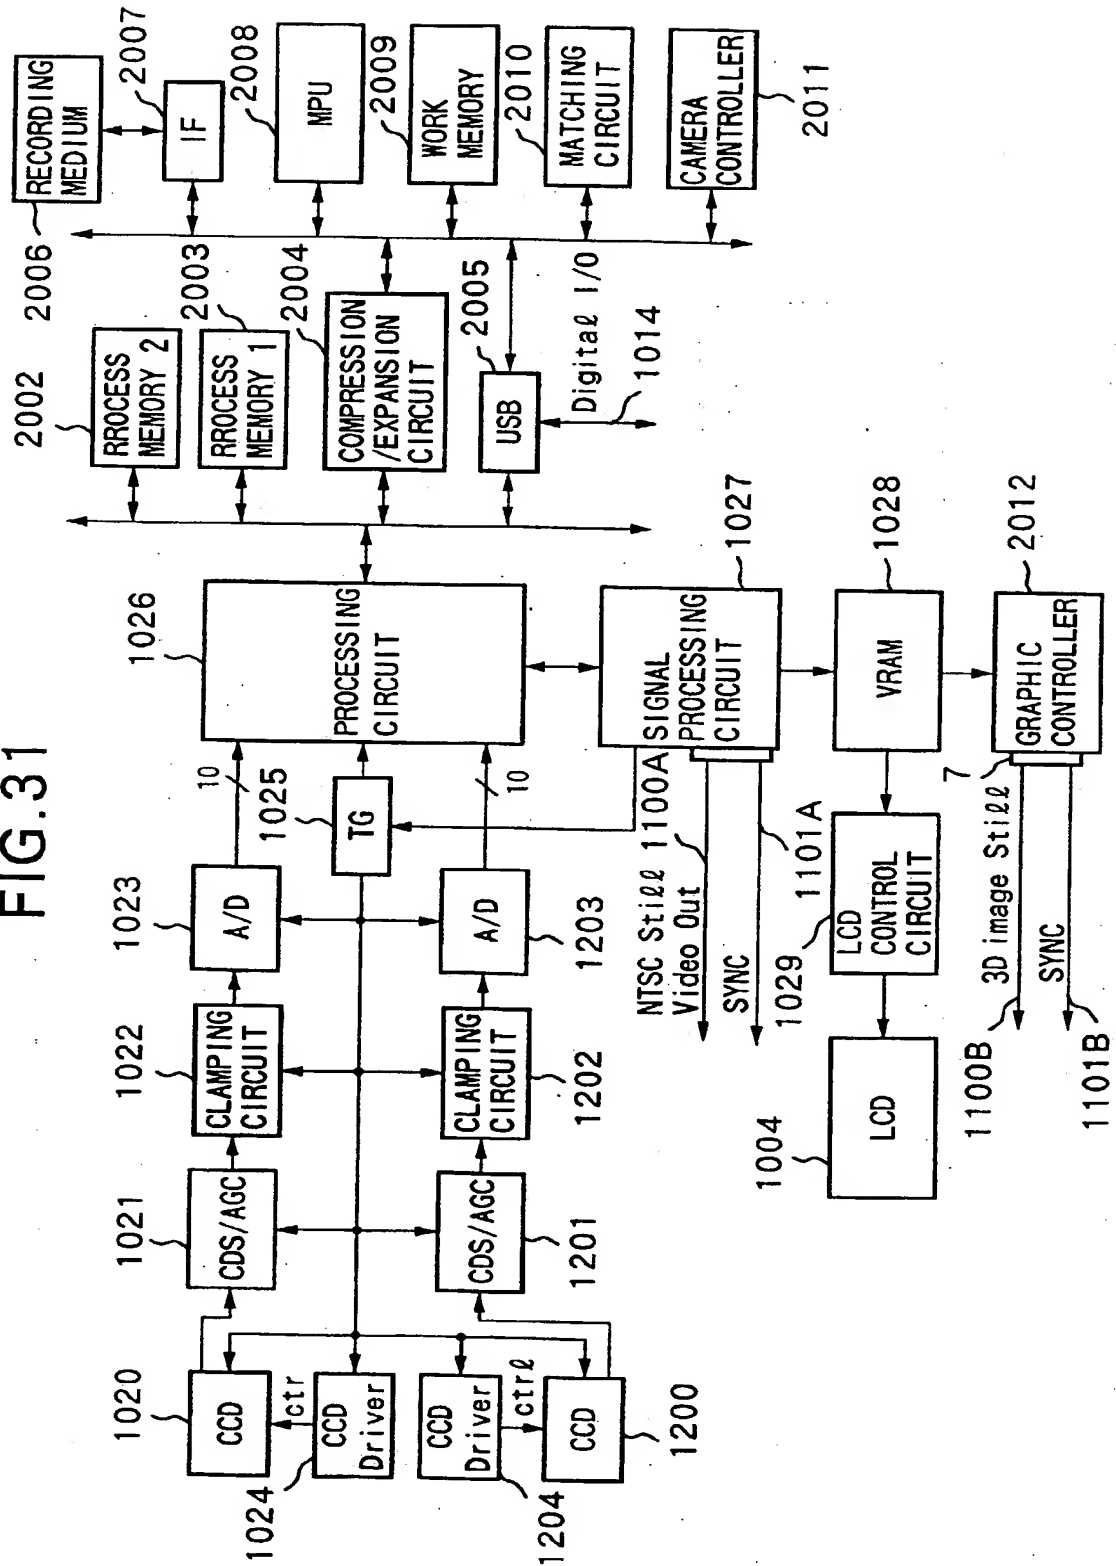 FIG.31
1020
CCD
1021
CDS/AGC
1022
CLAMPING
CIRCUIT
1023
A/D
10
1026
PROCESSING
CIRCUIT
1024
CCD
Driver
ctr
1025
TG
1204
CCD
Driver
ctrl
1200
CCD
1201
CDS/AGC
1202
CLAMPING
CIRCUIT
1203
A/D
10
2002
RROCESS
MEMORY 2
2003
RROCESS
MEMORY 1
2004
COMPRESSION
/EXPANSION
CIRCUIT
2005
USB
Digital I/O
1014
2006
RECORDING
MEDIUM
2007
IF
2008
MPU
2009
WORK
MEMORY
2010
MATCHING
CIRCUIT
CAMERA
CONTROLLER
2011
1027
SIGNAL
PROCESSING
CIRCUIT
NTSC Still
Video Out
1100A
SYNC
1101A
1028
VRAM
1029
LCD
CONTROL
CIRCUIT
1004
LCD
2012
GRAPHIC
CONTROLLER
7
3D image Still
1100B
SYNC
1101B